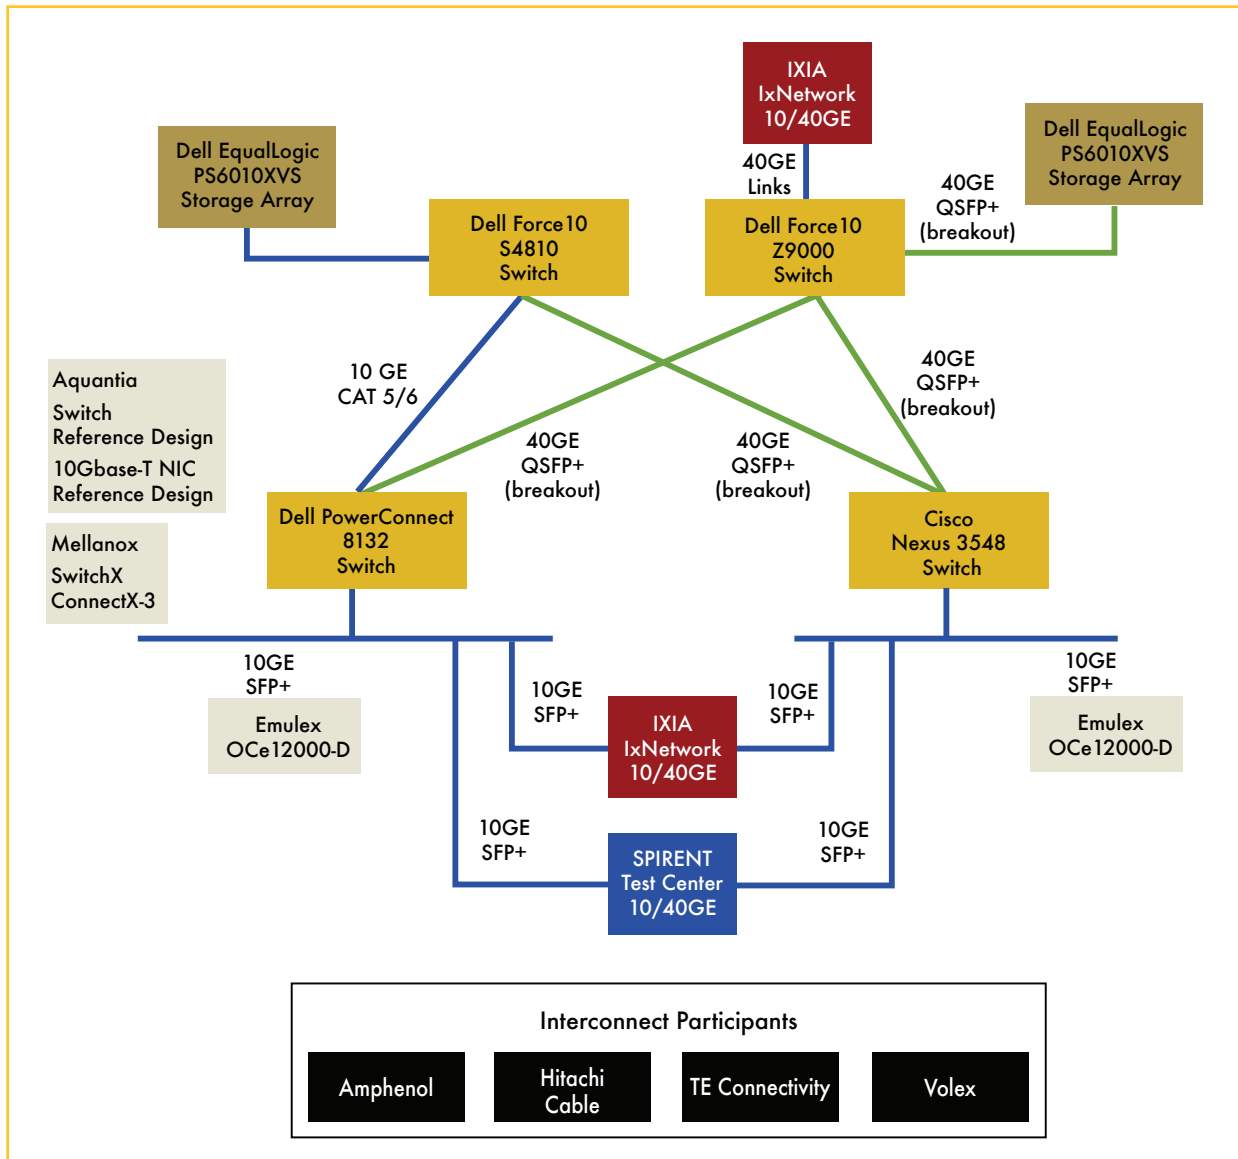 IXIA
IxNetwork
10/40GE
Dell EqualLogic
PS6010XVS
Storage Array
Dell EqualLogic
PS6010XVS
Storage Array
40GE
Links
40GE
QSFP+
(breakout)
Dell Force10
S4810
Switch
Dell Force10
Z9000
Switch
10 GE
CAT 5/6
40GE
QSFP+
(breakout)
Aquantia
Switch
Reference Design
10Gbase-T NIC
Reference Design
40GE
QSFP+
(breakout)
40GE
QSFP+
(breakout)
Mellanox
SwitchX
ConnectX-3
Dell PowerConnect
8132
Switch
Cisco
Nexus 3548
Switch
10GE
SFP+
10GE
SFP+
10GE
SFP+
10GE
SFP+
Emulex
OCe12000-D
IXIA
IxNetwork
10/40GE
Emulex
OCe12000-D
10GE
SFP+
10GE
SFP+
SPIRENT
Test Center
10/40GE
Interconnect Participants
Amphenol
Hitachi
Cable
TE Connectivity
Volex